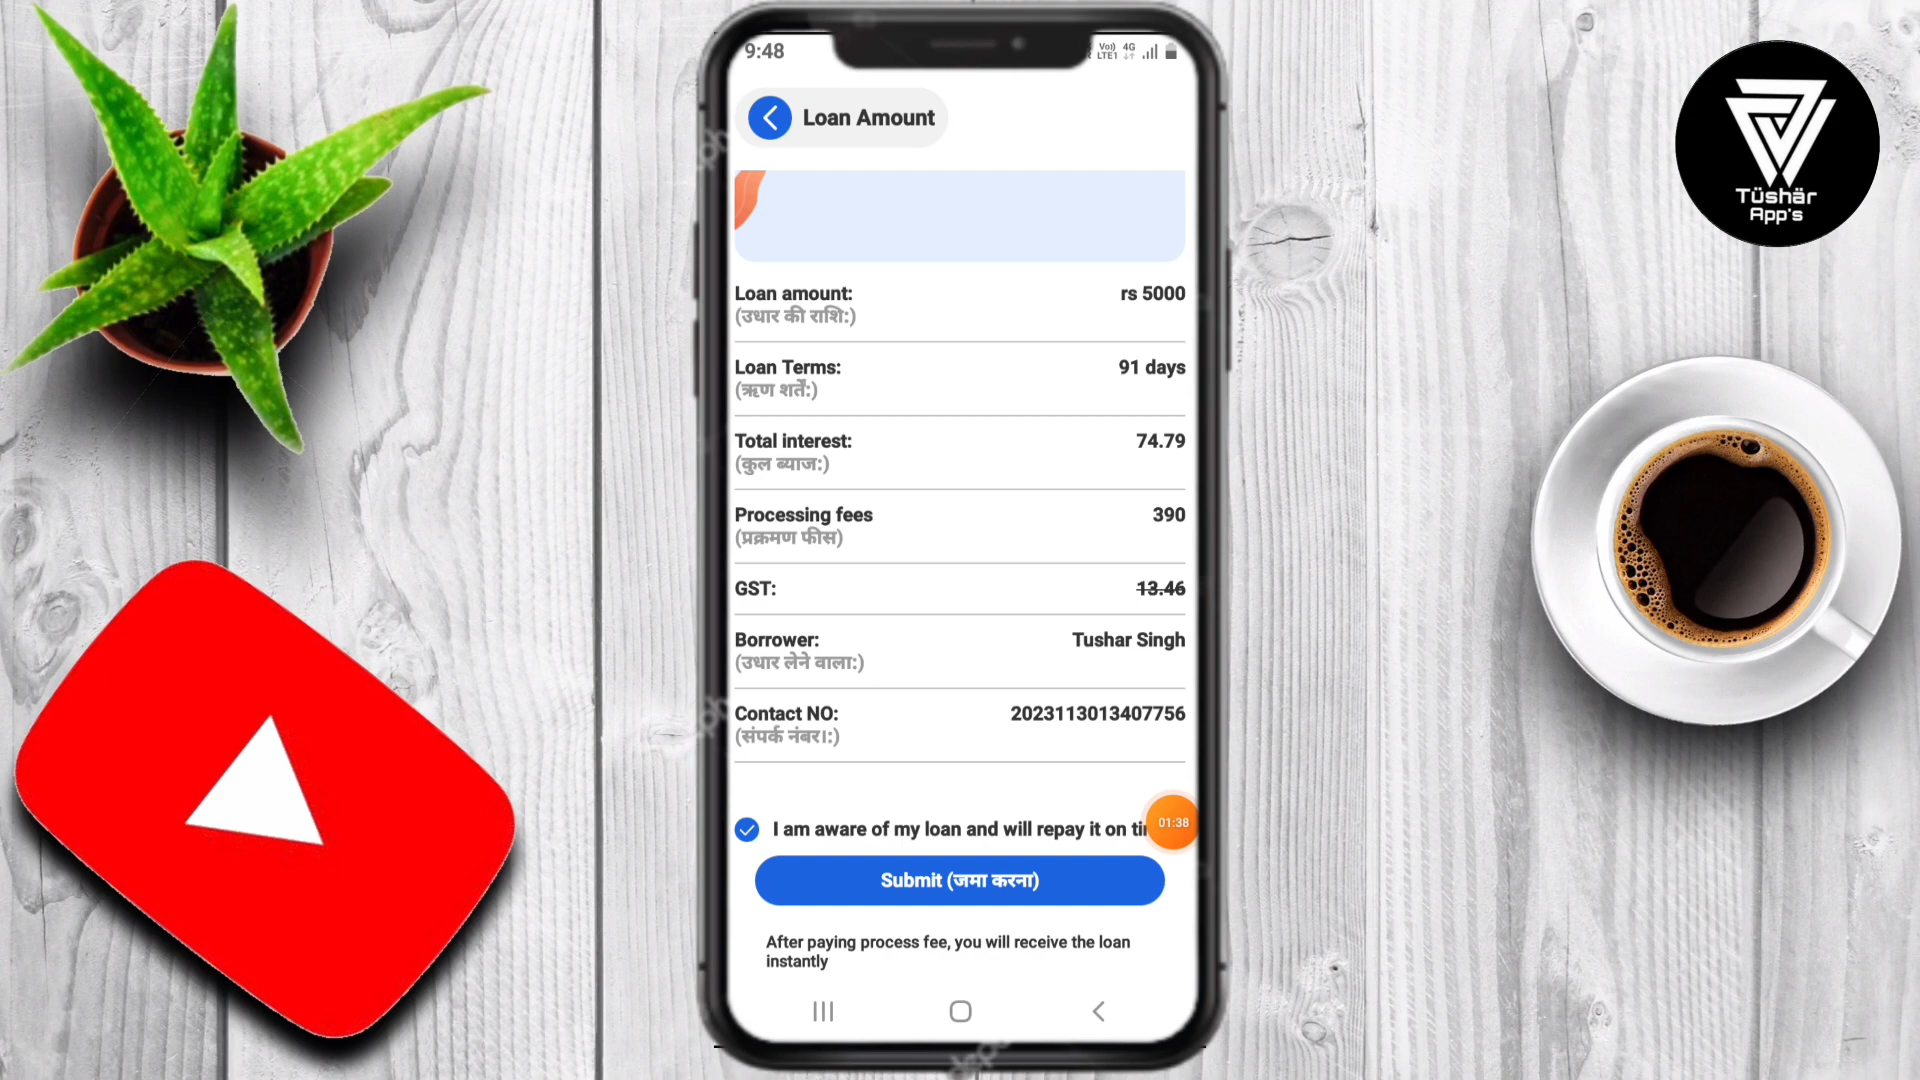 9:48
Vo)) 4G
LTE1
Loan Amount
Loan amount: rs 5000
(उधार की राशि:)
Loan Terms: 91 days
(ऋण शर्तें:)
Total interest: 74.79
(कुल ब्याज:)
Processing fees 390
(प्रक्रमण फीस)
GST: 13.46
Borrower: Tushar Singh
(उधार लेने वाला:)
Contact NO: 2023113013407756
(संपर्क नंबर।:)
I am aware of my loan and will repay it on ti
01:38
Submit (जमा करना)
After paying process fee, you will receive the loan
instantly
Tüshär
App's